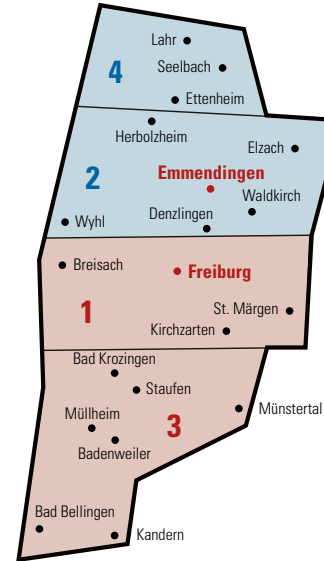 Lahr
4
Seelbach
Ettenheim
Herbolzheim
Elzach
2
Emmendingen
Waldkirch
Wyhl
Denzlingen
Breisach
Freiburg
1
St. Märgen
Kirchzarten
Bad Krozingen
Staufen
Müllheim
3
Münstertal
Badenweiler
Bad Bellingen
Kandern